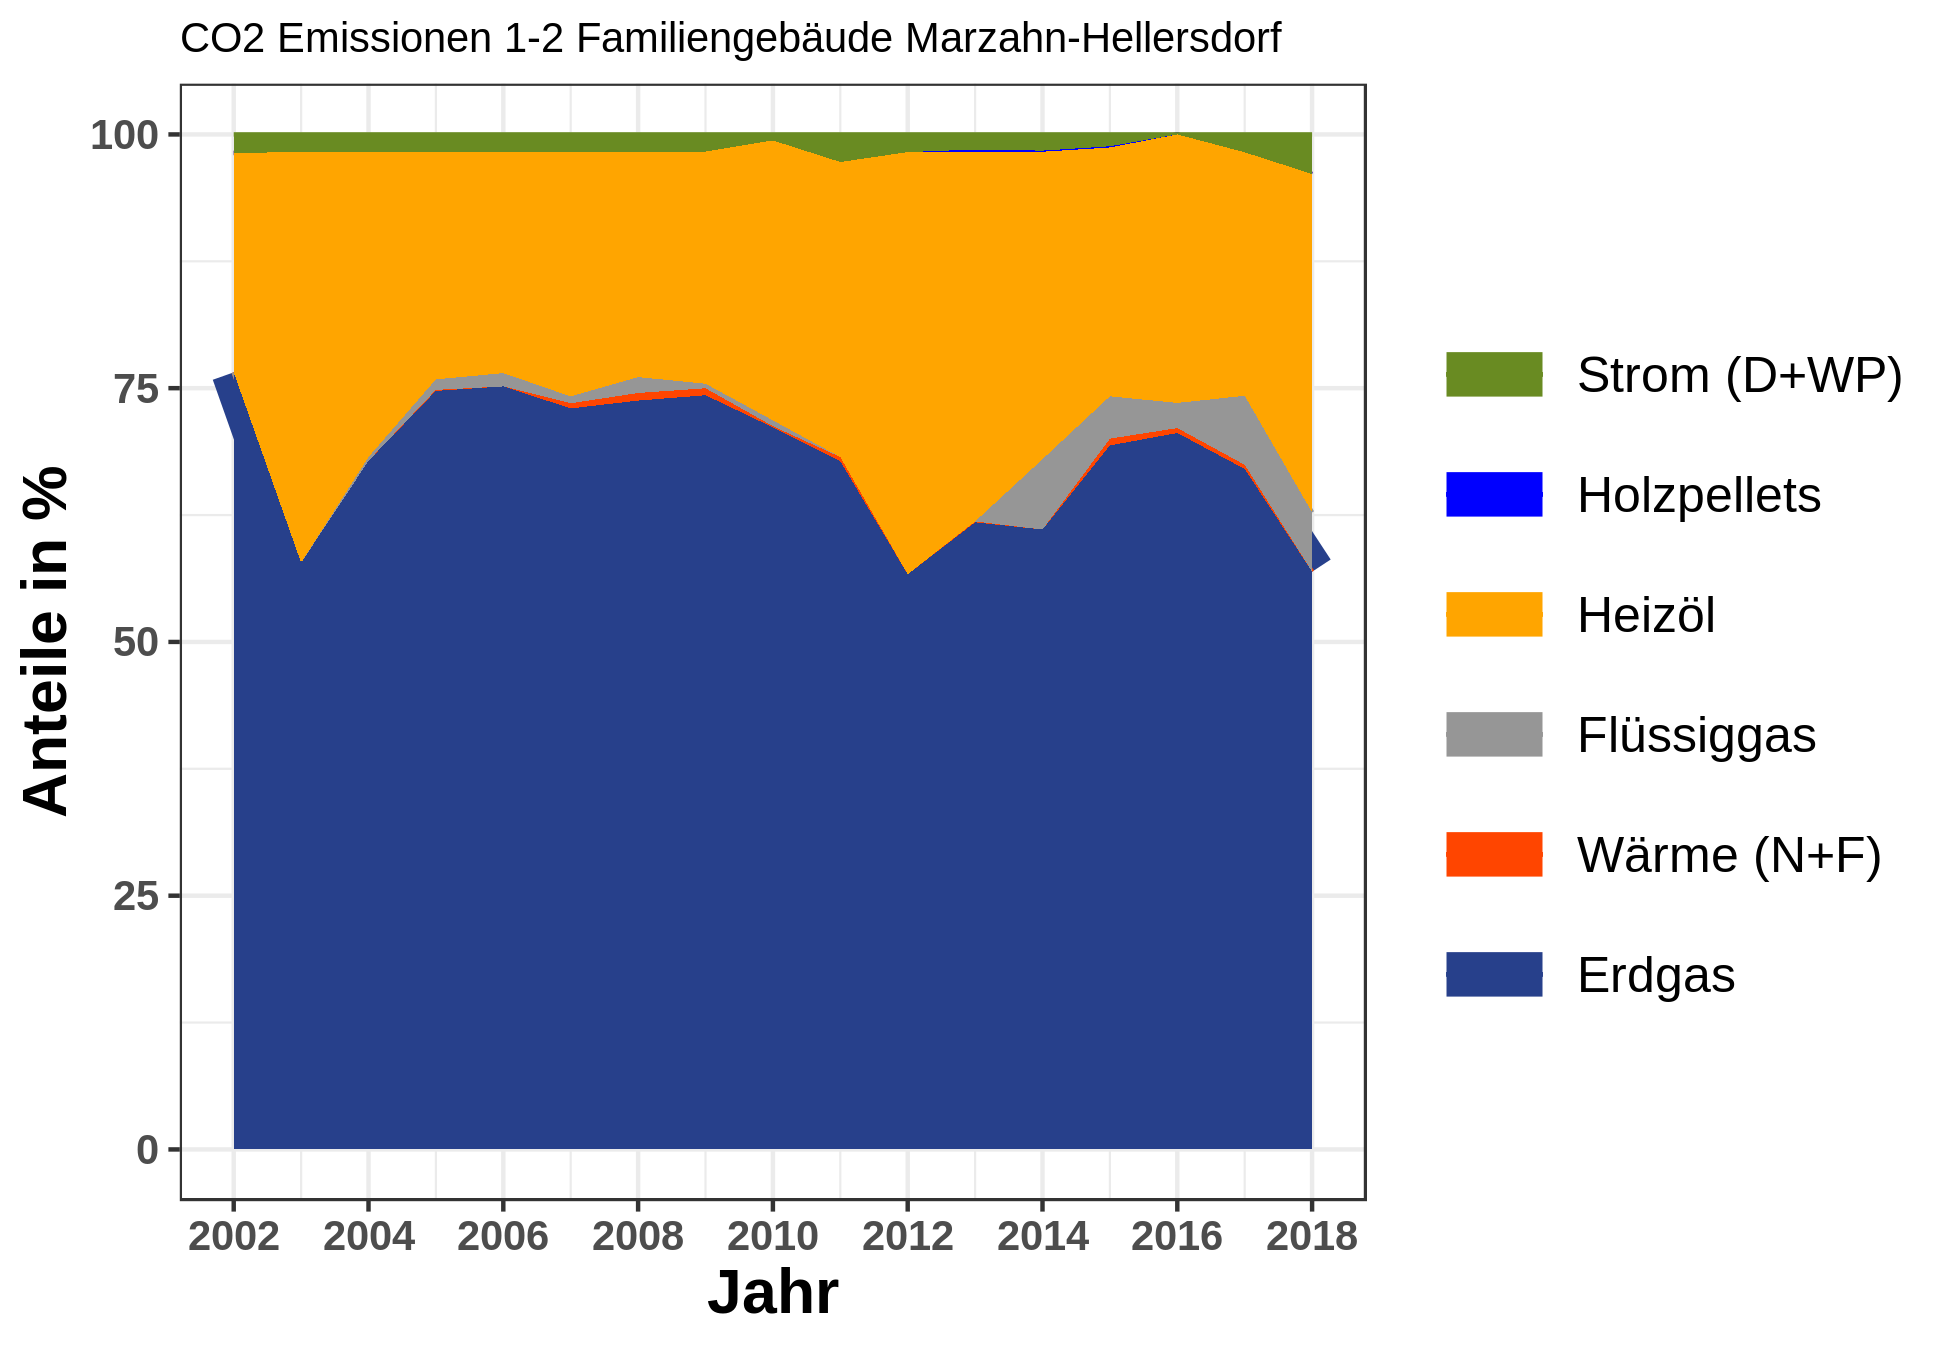 CO2 Emissionen 1-2 Familiengebäude Marzahn-Hellersdorf
Anteile in %
100
75
50
25
0
2002 2004 2006 2008 2010 2012 2014 2016 2018
Jahr
Strom (D+WP)
Holzpellets
Heizöl
Flüssiggas
Wärme (N+F)
Erdgas